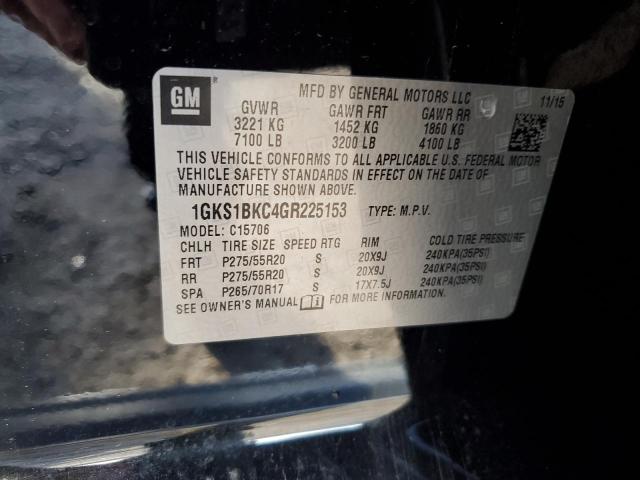 GM
MFD BY GENERAL MOTORS LLC 11/15
GVWR GAWR FRT GAWR RR
3221 KG 1452 KG 1860 KG
7100 LB 3200 LB 4100 LB
THIS VEHICLE CONFORMS TO ALL APPLICABLE U.S. FEDERAL MOTOR
VEHICLE SAFETY STANDARDS IN EFFECT ON THE DATE OF
MANUFACTURE SHOWN ABOVE.
1GKS1BKC4GR225153 TYPE: M.P.V.
MODEL: C15706
CHLH TIRE SIZE SPEED RTG RIM COLD TIRE PRESSURE
FRT P275/55R20 S 20X9J 240KPA(35PSI)
RR P275/55R20 S 20X9J 240KPA(35PSI)
SPA P265/70R17 S 17X7.5J 240KPA(35PSI)
SEE OWNER'S MANUAL FOR MORE INFORMATION.